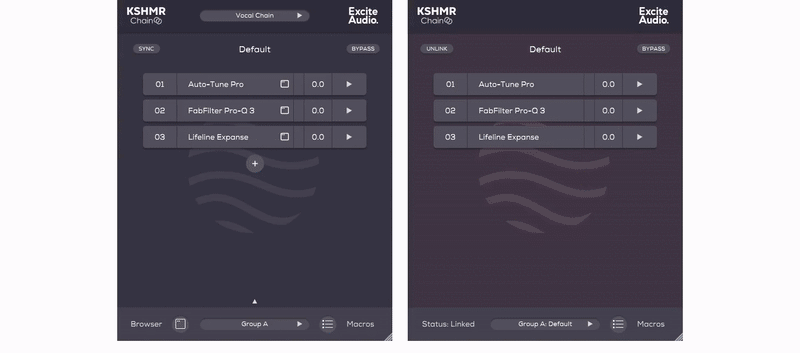 KSHMR
Chain
Vocal Chain
Excite
Audio.
SYNC
Default
BYPASS
01 Auto-Tune Pro 0.0
02 FabFilter Pro-Q 3 0.0
03 Lifeline Expanse 0.0
+
Browser
Group A
Macros
KSHMR
Chain
Excite
Audio.
UNLINK
Default
BYPASS
01 Auto-Tune Pro 0.0
02 FabFilter Pro-Q 3 0.0
03 Lifeline Expanse 0.0
Status: Linked
Group A: Default
Macros